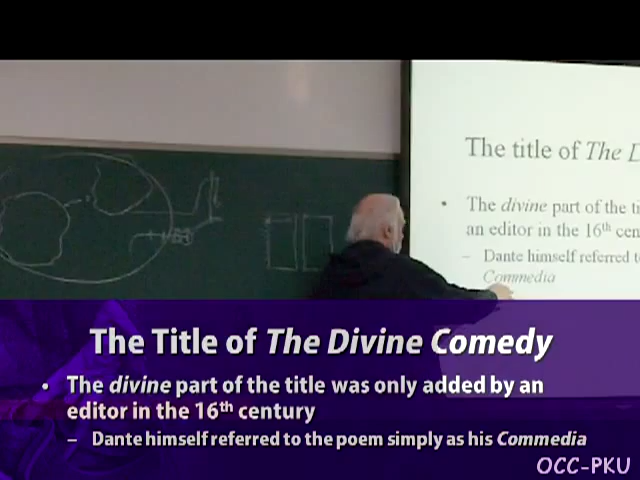 The title of The D
• The divine part of the ti
an editor in the 16th cen
– Dante himself referred to
Commedia
The Title of The Divine Comedy
• The divine part of the title was only added by an
editor in the 16th century
– Dante himself referred to the poem simply as his Commedia
OCC-PKU